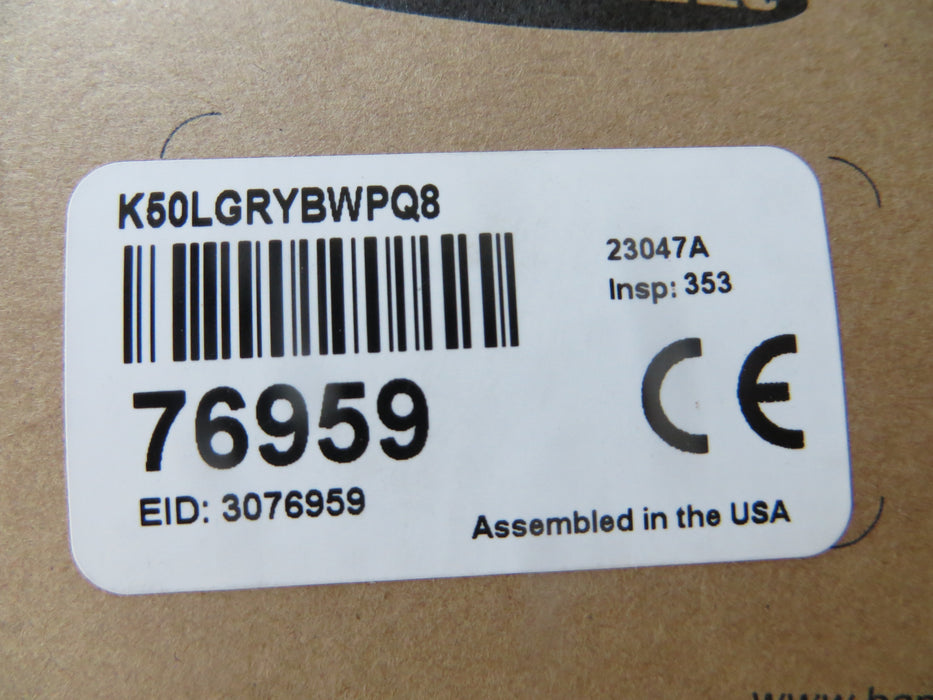 K50LGRYBWPQ8
23047A
Insp: 353
76959
CE
EID: 3076959
Assembled in the USA